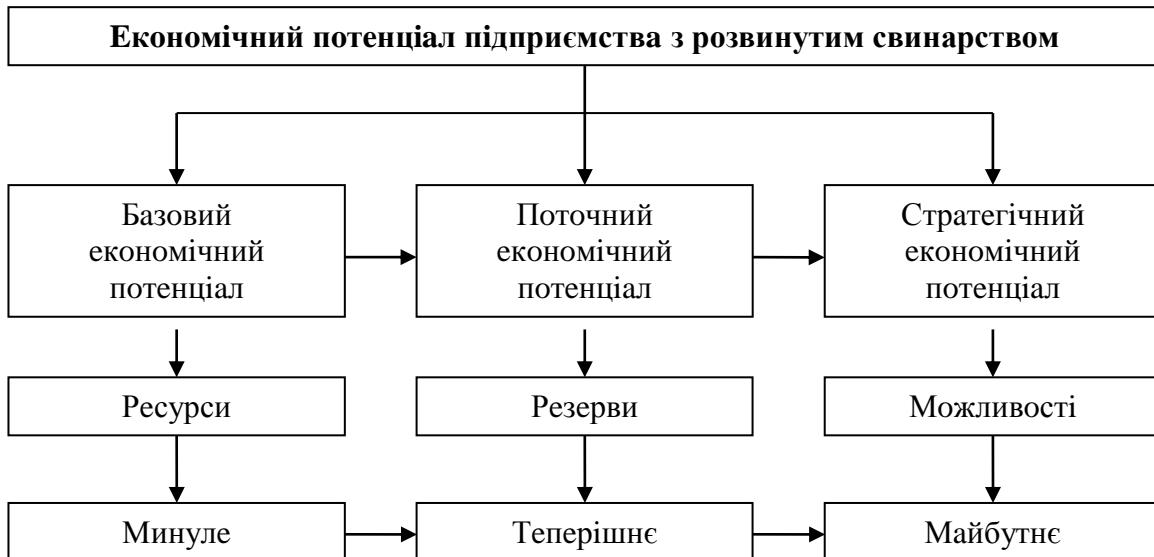 Економічний потенціал підприємства з розвинутим свинарством
Базовий
економічний
потенціал
Поточний
економічний
потенціал
Стратегічний
економічний
потенціал
Ресурси
Резерви
Можливості
Минуле
Теперішнє
Майбутнє